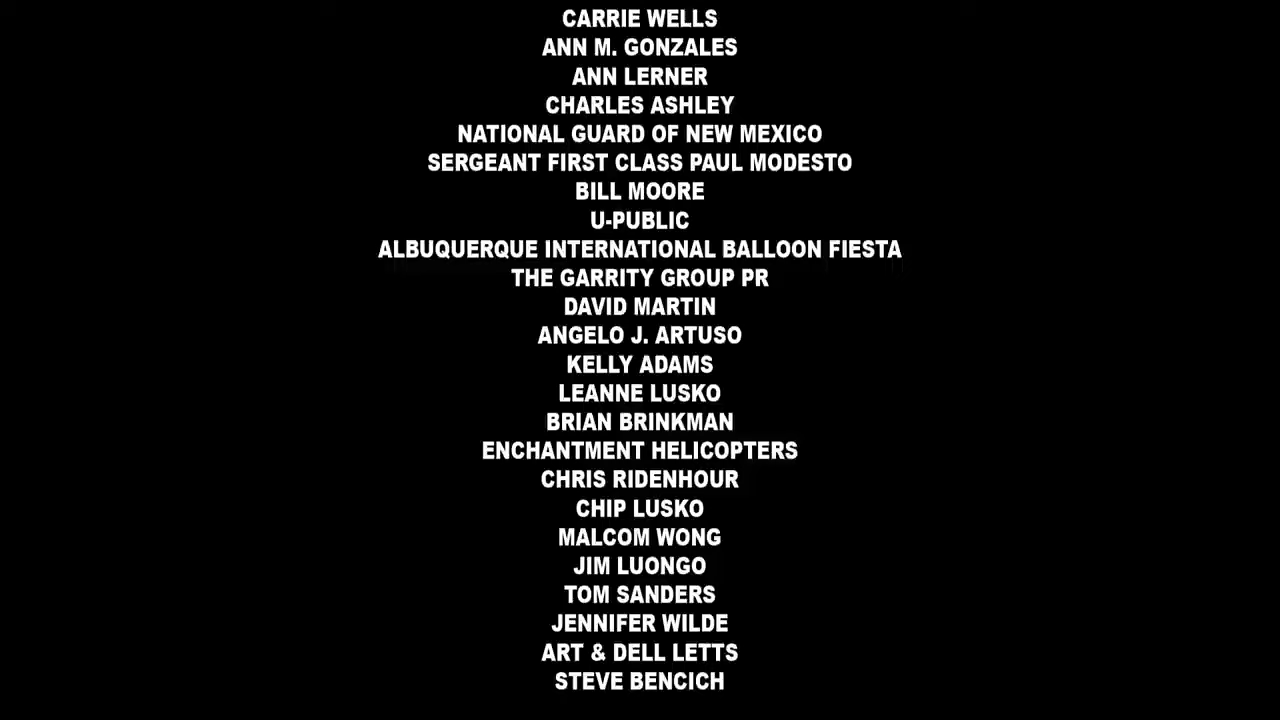 CARRIE WELLS
ANN M. GONZALES
ANN LERNER
CHARLES ASHLEY
NATIONAL GUARD OF NEW MEXICO
SERGEANT FIRST CLASS PAUL MODESTO
BILL MOORE
U-PUBLIC
ALBUQUERQUE INTERNATIONAL BALLOON FIESTA
THE GARRITY GROUP PR
DAVID MARTIN
ANGELO J. ARTUSO
KELLY ADAMS
LEANNE LUSKO
BRIAN BRINKMAN
ENCHANTMENT HELICOPTERS
CHRIS RIDENHOUR
CHIP LUSKO
MALCOM WONG
JIM LUONGO
TOM SANDERS
JENNIFER WILDE
ART & DELL LETTS
STEVE BENCICH